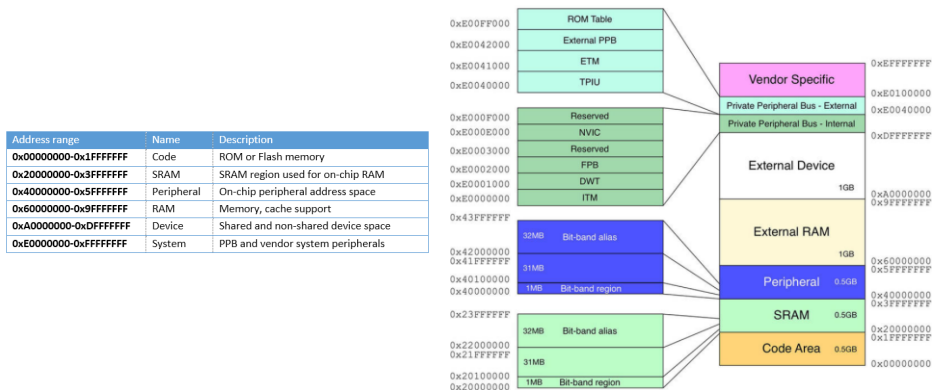 Address range Name Description
0x00000000-0x1FFFFFFF Code ROM or Flash memory
0x20000000-0x3FFFFFFF SRAM SRAM region used for on-chip RAM
0x40000000-0x5FFFFFFF Peripheral On-chip peripheral address space
0x60000000-0x9FFFFFFF RAM Memory, cache support
0xA0000000-0xDFFFFFFF Device Shared and non-shared device space
0xE0000000-0xFFFFFFFF System PPB and vendor system peripherals
ROM Table
0xE00FF000
External PPB
0xE0042000
ETM
0xE0041000
TPIU
0xE0040000
Reserved
0xE000F000
NVIC
0xE000E000
Reserved
0xE0003000
FPB
0xE0002000
DWT
0xE0001000
ITM
0xE0000000
0x43FFFFFF
32MB Bit-band alias
0x42000000
0x41FFFFFF
31MB
0x40100000
1MB Bit-band region
0x40000000
0x23FFFFFF
32MB Bit-band alias
0x22000000
0x21FFFFFF
31MB
0x20100000
1MB Bit-band region
0x20000000
0xEFFFFFFF
Vendor Specific
0xE0100000
Private Peripheral Bus - External
0xE0040000
Private Peripheral Bus - Internal
0xDFFFFFFF
External Device
1GB
0xA0000000
0x9FFFFFFF
External RAM
1GB
0x60000000
0x5FFFFFFF
Peripheral 0.5GB
0x40000000
0x3FFFFFFF
SRAM 0.5GB
0x20000000
0x1FFFFFFF
Code Area 0.5GB
0x00000000